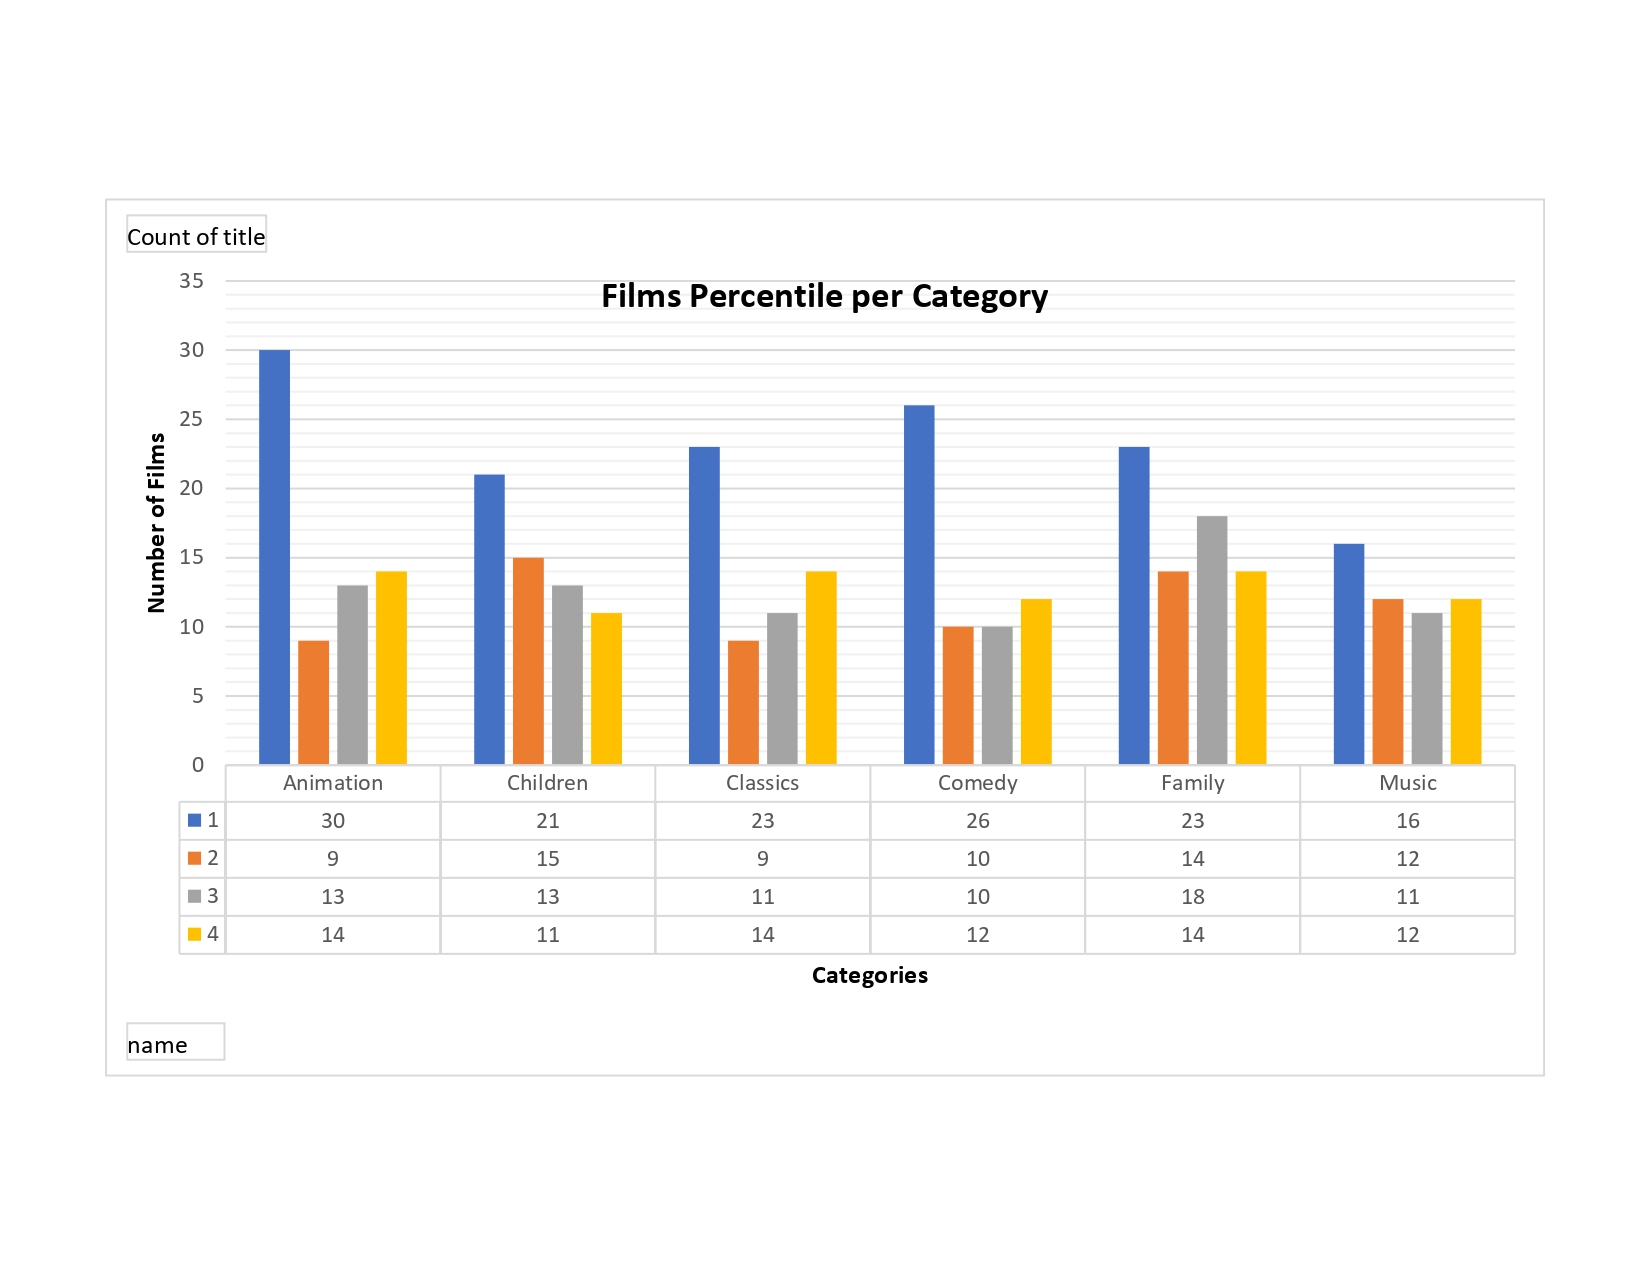 Count of title
Films Percentile per Category
35
30
25
20
15
10
5
0
Number of Films
Animation Children Classics Comedy Family Music
1 30 21 23 26 23 16
2 9 15 9 10 14 12
3 13 13 11 10 18 11
4 14 11 14 12 14 12
Categories
name